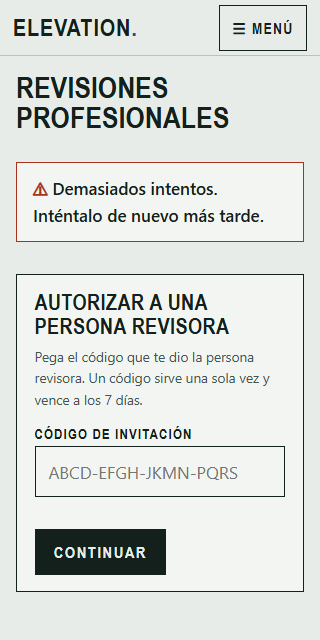 ELEVATION.
☰ MENÚ
REVISIONES
PROFESIONALES
⚠ Demasiados intentos.
Inténtalo de nuevo más tarde.
AUTORIZAR A UNA
PERSONA REVISORA
Pega el código que te dio la persona
revisora. Un código sirve una sola vez y
vence a los 7 días.
CÓDIGO DE INVITACIÓN
ABCD-EFGH-JKMN-PQRS
CONTINUAR